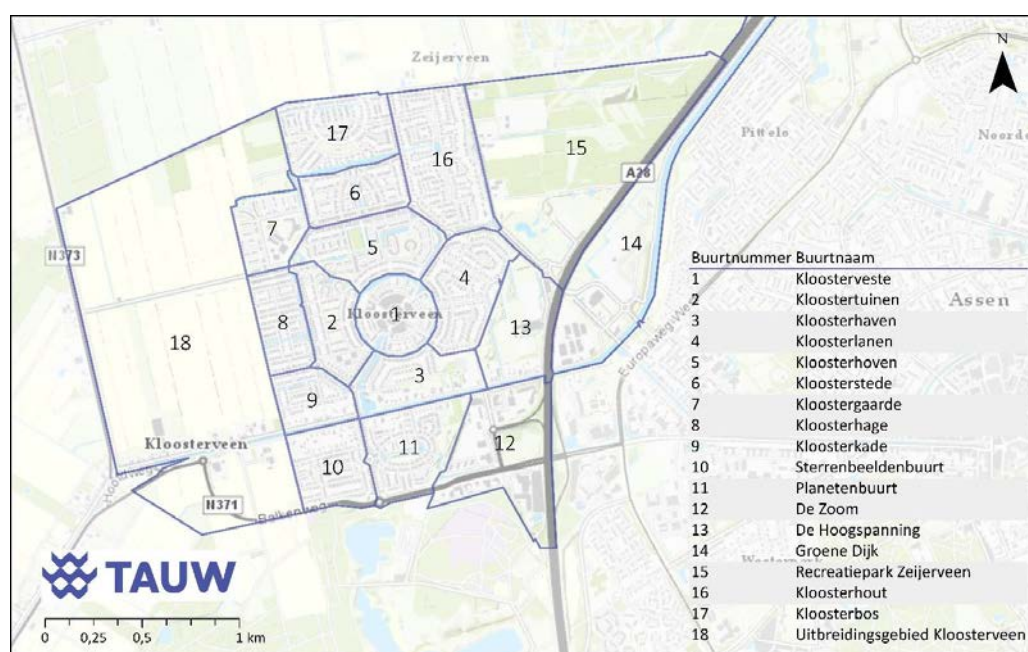 N
Zeijerveen
Pittelo
17
16
15
A28
6
7
5
14
N373
4
Kloosterveen
1
2
13
8
18
3
9
Kloosterveen
11
12
10
N371
Balkenweg
Europaweg-West
Assen
Buurtnummer Buurtnaam
1 Kloosterveste
2 Kloostertuinen
3 Kloosterhaven
4 Kloosterlanen
5 Kloosterhoven
6 Kloosterstede
7 Kloostergaarde
8 Kloosterhage
9 Kloosterkade
10 Sterrenbeeldenbuurt
11 Planetenbuurt
12 De Zoom
13 De Hoogspanning
14 Groene Dijk
15 Recreatiepark Zeijerveen
16 Kloosterhout
17 Kloosterbos
18 Uitbreidingsgebied Kloosterveen
TAUW
0 0,25 0,5 1 km